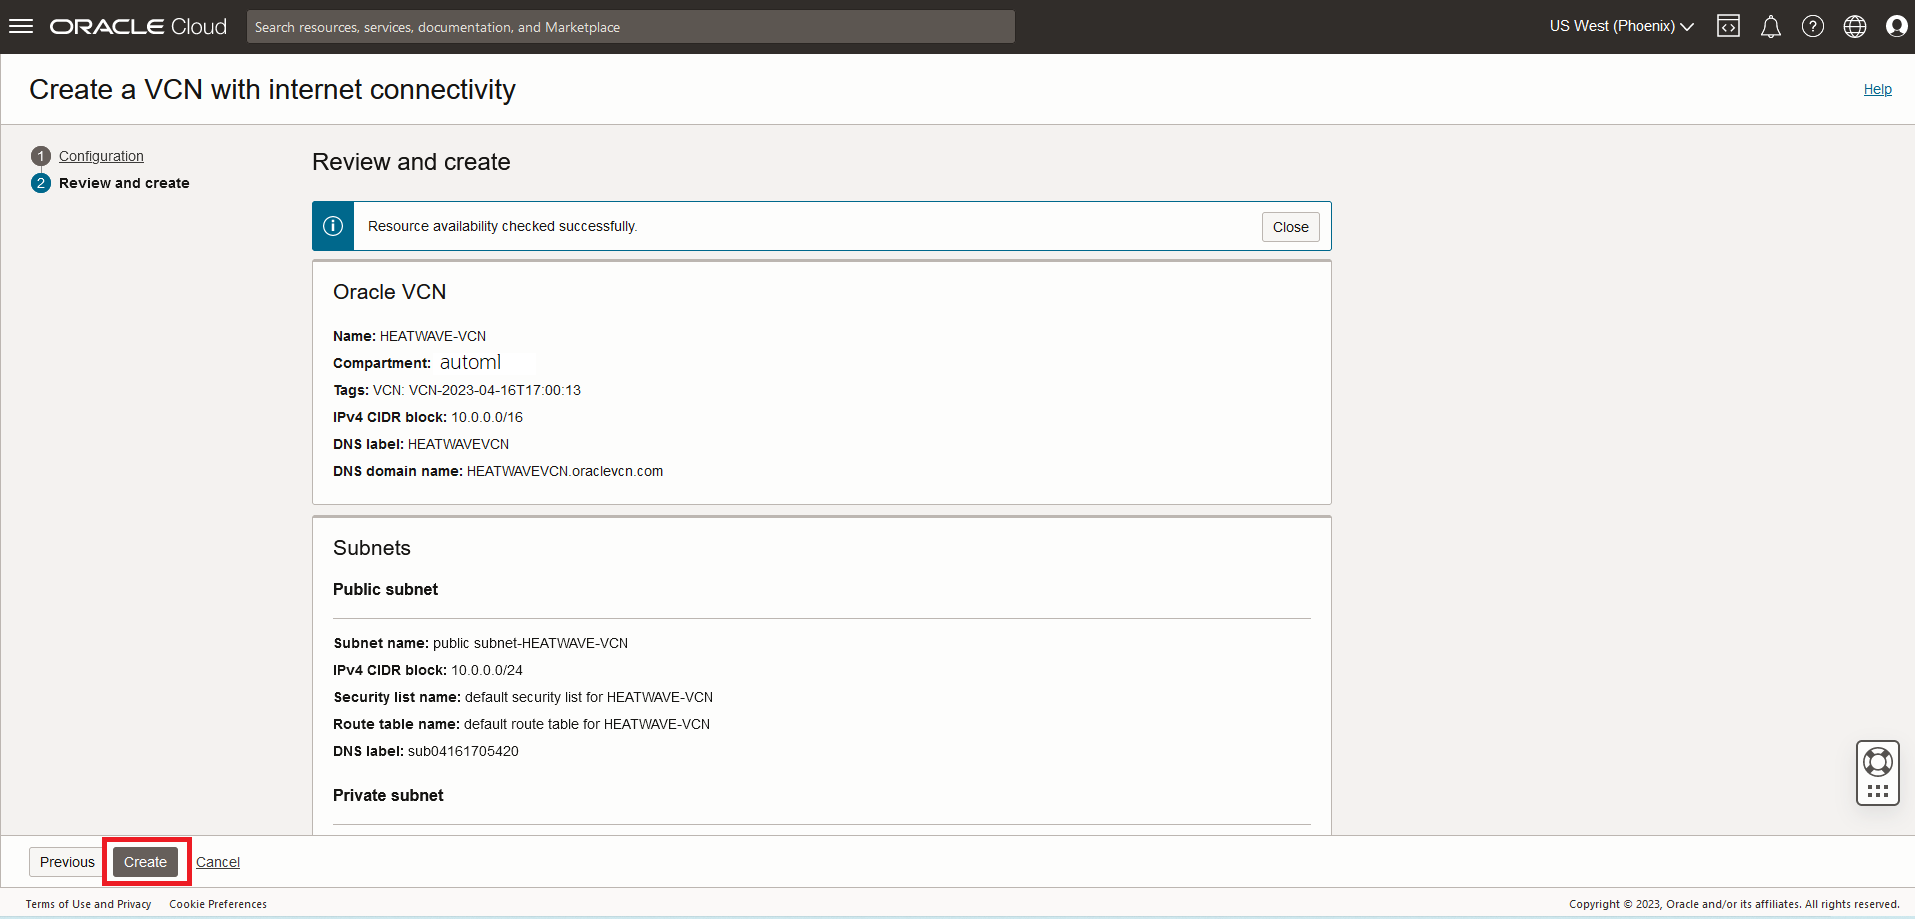 ORACLE Cloud
Search resources, services, documentation, and Marketplace
US West (Phoenix)
Create a VCN with internet connectivity
Help
1 Configuration
2 Review and create
Review and create
Resource availability checked successfully.
Close
Oracle VCN
Name: HEATWAVE-VCN
Compartment: automl
Tags: VCN: VCN-2023-04-16T17:00:13
IPv4 CIDR block: 10.0.0.0/16
DNS label: HEATWAVEVCN
DNS domain name: HEATWAVEVCN.oraclevcn.com
Subnets
Public subnet
Subnet name: public subnet-HEATWAVE-VCN
IPv4 CIDR block: 10.0.0.0/24
Security list name: default security list for HEATWAVE-VCN
Route table name: default route table for HEATWAVE-VCN
DNS label: sub04161705420
Private subnet
Previous Create Cancel
Terms of Use and Privacy Cookie Preferences
Copyright © 2023, Oracle and/or its affiliates. All rights reserved.